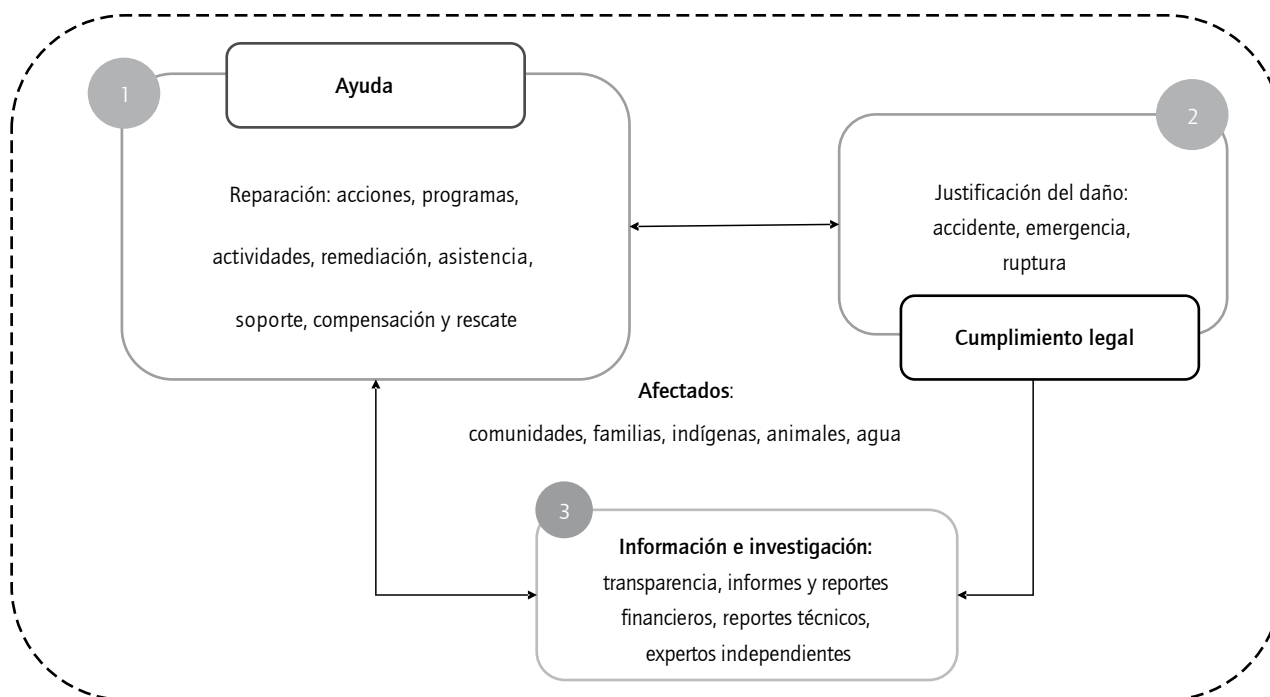 1
Ayuda
Reparación: acciones, programas,
actividades, remediación, asistencia,
soporte, compensación y rescate
2
Justificación del daño:
accidente, emergencia,
ruptura
Cumplimiento legal
Afectados:
comunidades, familias, indígenas, animales, agua
3
Información e investigación:
transparencia, informes y reportes
financieros, reportes técnicos,
expertos independientes